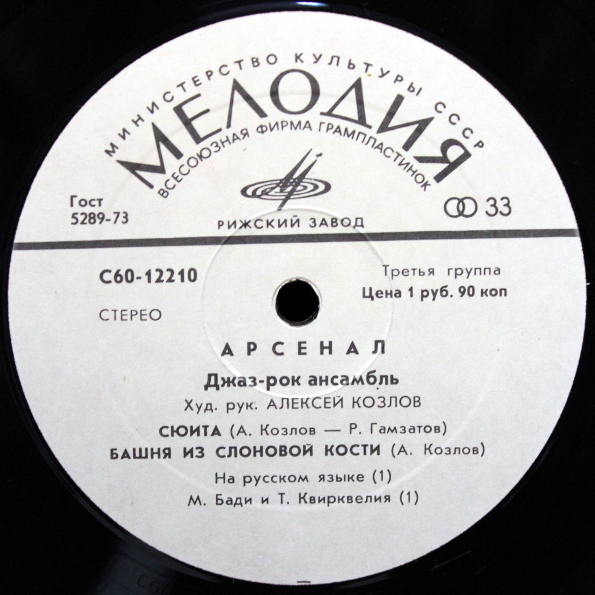 МИНИСТЕРСТВО КУЛЬТУРЫ СССР
МЕЛОДИЯ
ВСЕСОЮЗНАЯ ФИРМА ГРАМПЛАСТИНОК
Гост
5289-73
33
РИЖСКИЙ ЗАВОД
С60-12210
Третья группа
Цена 1 руб. 90 коп
СТЕРЕО
АРСЕНАЛ
Джаз-рок ансамбль
Худ. рук. АЛЕКСЕЙ КОЗЛОВ
СЮИТА (А. Козлов — Р. Гамзатов)
БАШНЯ ИЗ СЛОНОВОЙ КОСТИ (А. Козлов)
На русском языке (1)
М. Бади и Т. Квирквелия (1)